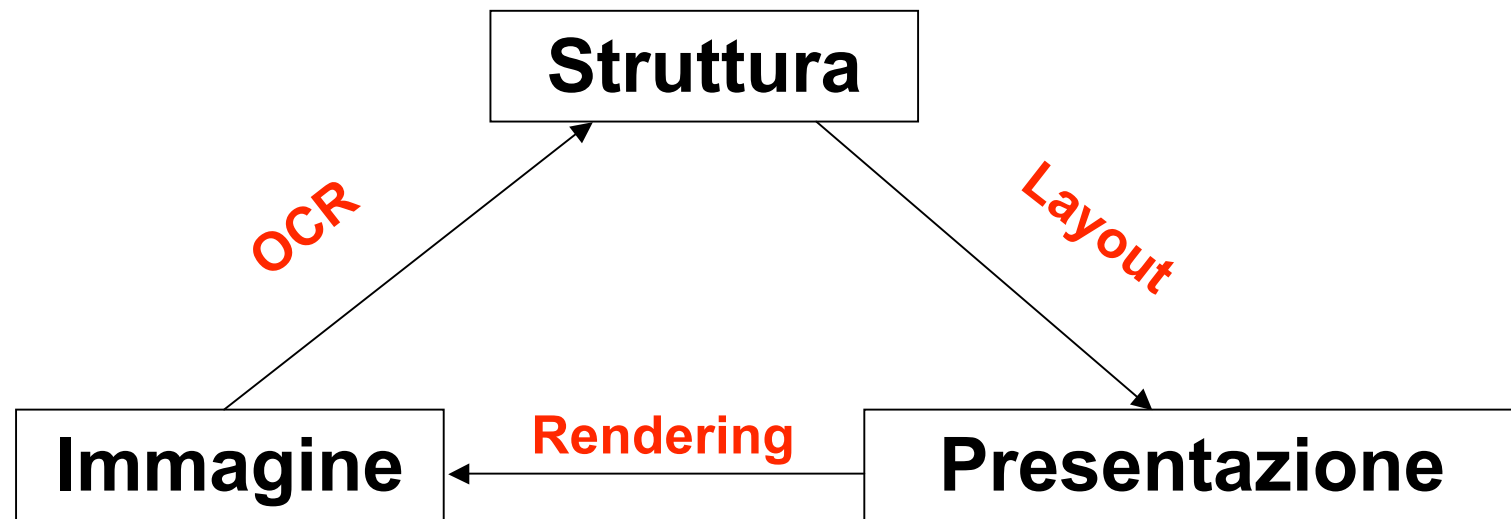 Struttura
OCR
Layout
Rendering
Immagine
Presentazione